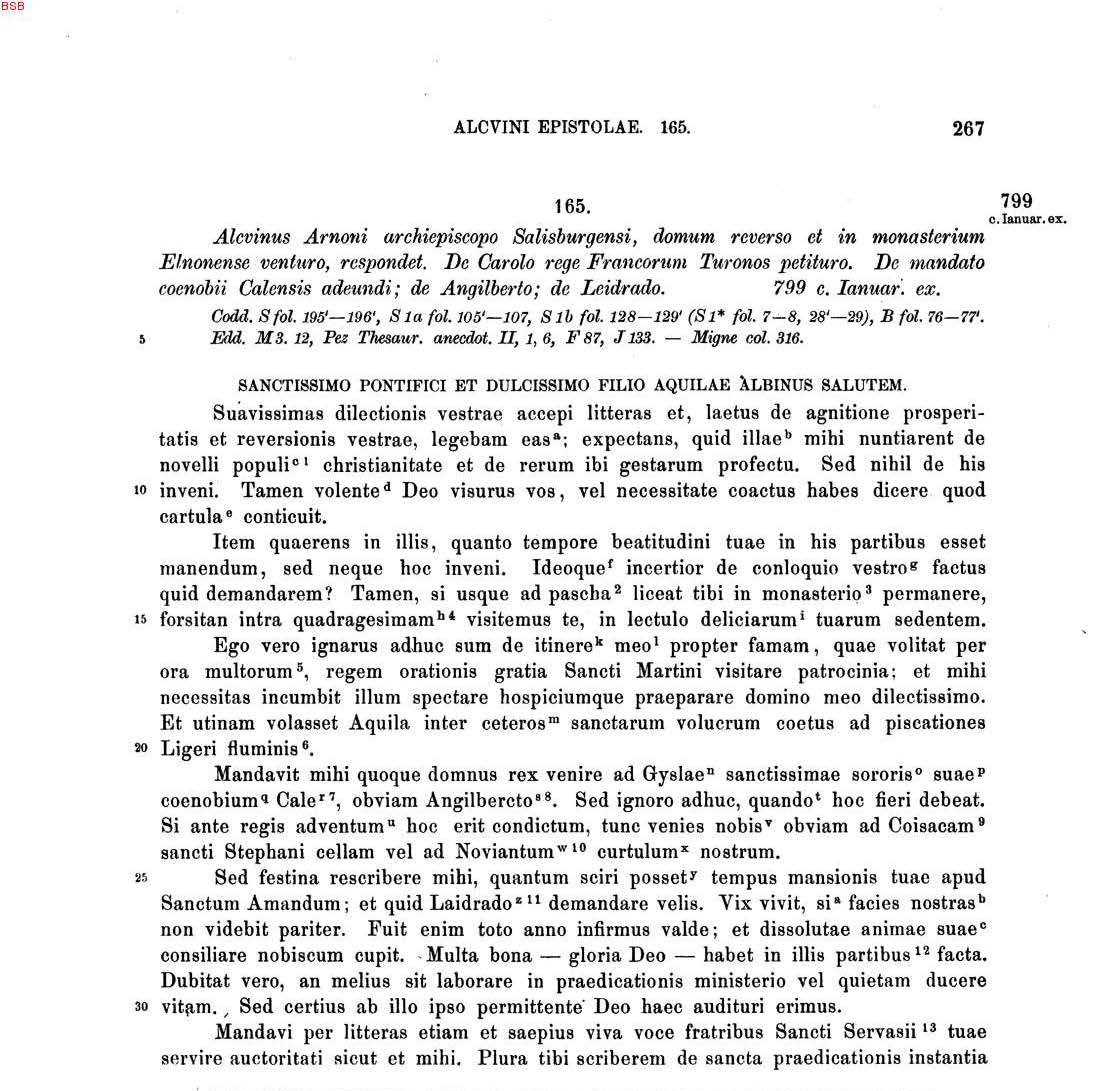 BSB
ALCVINI EPISTOLAE. 165. 267
165.
799
c. Ianuar. ex.
Alcvinus Arnoni archiepiscopo Salisburgensi, domum reverso et in monasterium
Elnonense venturo, respondet. De Carolo rege Francorum Turonos petituro. De mandato
coenobii Calensis adeundi; de Angilberto; de Leidrado. 799 c. Ianuar. ex.
Codd. S fol. 195'—196', S1a fol. 105'—107, S1b fol. 128—129' (S1* fol. 7—8, 28'—29), B fol. 76—77'.
5 Edd. M3. 12, Pez Thesaur. anecdot. II, 1, 6, F 87, J 133. — Migne col. 316.
SANCTISSIMO PONTIFICI ET DULCISSIMO FILIO AQUILAE ALBINUS SALUTEM.
Suavissimas dilectionis vestrae accepi litteras et, laetus de agnitione prosperi-
tatis et reversionis vestrae, legebam eas a; expectans, quid illae b mihi nuntiarent de
novelli populi c 1 christianitate et de rerum ibi gestarum profectu. Sed nihil de his
10 inveni. Tamen volente d Deo visurus vos, vel necessitate coactus habes dicere quod
cartula e conticuit.
Item quaerens in illis, quanto tempore beatitudini tuae in his partibus esset
manendum, sed neque hoc inveni. Ideoque f incertior de conloquio vestro g factus
quid demandarem? Tamen, si usque ad pascha 2 liceat tibi in monasterio 3 permanere,
15 forsitan intra quadragesimam h 4 visitemus te, in lectulo deliciarum i tuarum sedentem.
Ego vero ignarus adhuc sum de itinere k meo l propter famam, quae volitat per
ora multorum 5, regem orationis gratia Sancti Martini visitare patrocinia; et mihi
necessitas incumbit illum spectare hospiciumque praeparare domino meo dilectissimo.
Et utinam volasset Aquila inter ceteros m sanctarum volucrum coetus ad piscationes
20 Ligeri fluminis 6.
Mandavit mihi quoque domnus rex venire ad Gyslae n sanctissimae sororis o suae p
coenobium q Cale r 7, obviam Angilbercto s 8. Sed ignoro adhuc, quando t hoc fieri debeat.
Si ante regis adventum u hoc erit condictum, tunc venies nobis v obviam ad Coisacam 9
sancti Stephani cellam vel ad Noviantum w 10 curtulum x nostrum.
25 Sed festina rescribere mihi, quantum sciri posset y tempus mansionis tuae apud
Sanctum Amandum; et quid Laidrado z 11 demandare velis. Vix vivit, si a facies nostras b
non videbit pariter. Fuit enim toto anno infirmus valde; et dissolutae animae suae c
consiliare nobiscum cupit. Multa bona — gloria Deo — habet in illis partibus 12 facta.
Dubitat vero, an melius sit laborare in praedicationis ministerio vel quietam ducere
30 vitam. Sed certius ab illo ipso permittente Deo haec audituri erimus.
Mandavi per litteras etiam et saepius viva voce fratribus Sancti Servasii 13 tuae
servire auctoritati sicut et mihi. Plura tibi scriberem de sancta praedicationis instantia